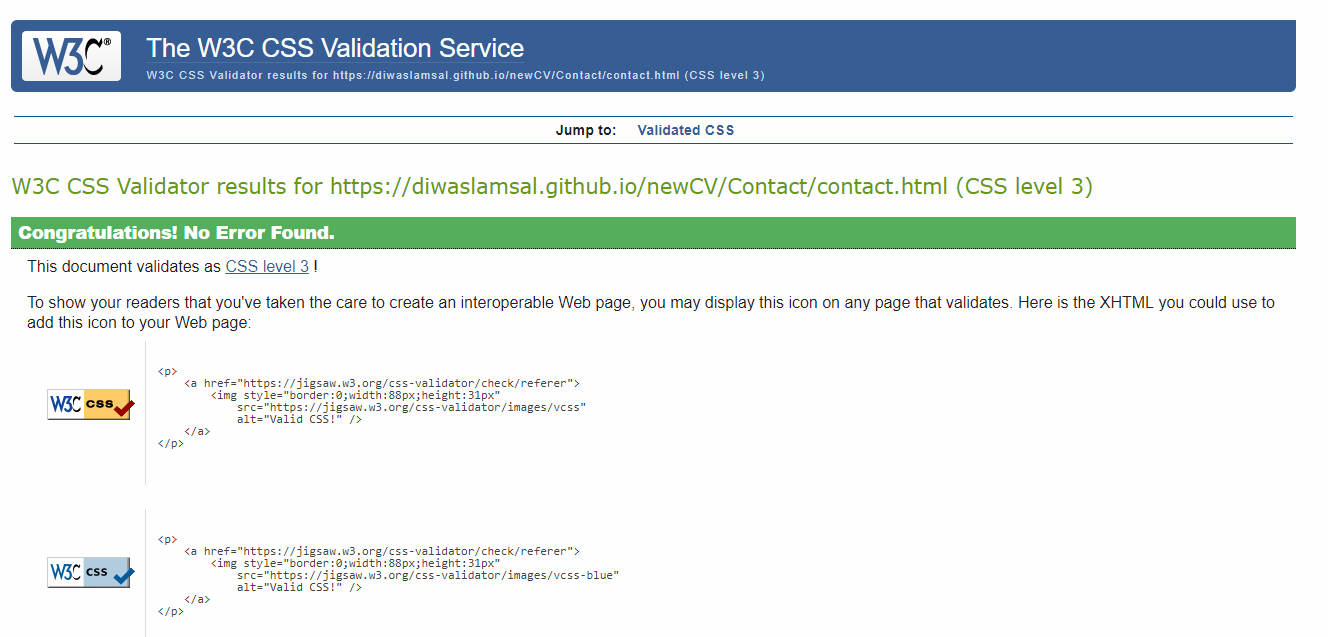 W3C® The W3C CSS Validation Service
W3C CSS Validator results for https://diwaslamsal.github.io/newCV/Contact/contact.html (CSS level 3)
Jump to: Validated CSS
W3C CSS Validator results for https://diwaslamsal.github.io/newCV/Contact/contact.html (CSS level 3)
Congratulations! No Error Found.
This document validates as CSS level 3 !
To show your readers that you've taken the care to create an interoperable Web page, you may display this icon on any page that validates. Here is the XHTML you could use to
add this icon to your Web page:
W3C css
<p>
<a href="https://jigsaw.w3.org/css-validator/check/referer">
<img style="border:0;width:88px;height:31px"
src="https://jigsaw.w3.org/css-validator/images/vcss"
alt="Valid CSS!" />
</a>
</p>
W3C css
<p>
<a href="https://jigsaw.w3.org/css-validator/check/referer">
<img style="border:0;width:88px;height:31px"
src="https://jigsaw.w3.org/css-validator/images/vcss-blue"
alt="Valid CSS!" />
</a>
</p>